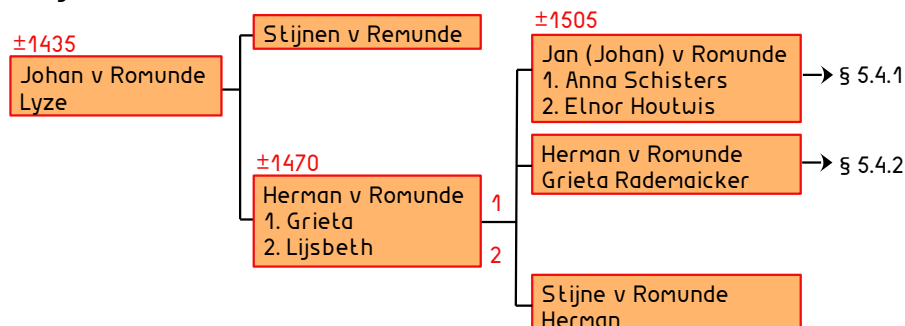 ±1435
Johan v Romunde
Lyze
Stijnen v Remunde
±1470
Herman v Romunde
1. Grieta
2. Lijsbeth
1
2
±1505
Jan (Johan) v Romunde
1. Anna Schisters
2. Elnor Houtwis
§ 5.4.1
Herman v Romunde
Grieta Rademaicker
§ 5.4.2
Stijne v Romunde
Herman